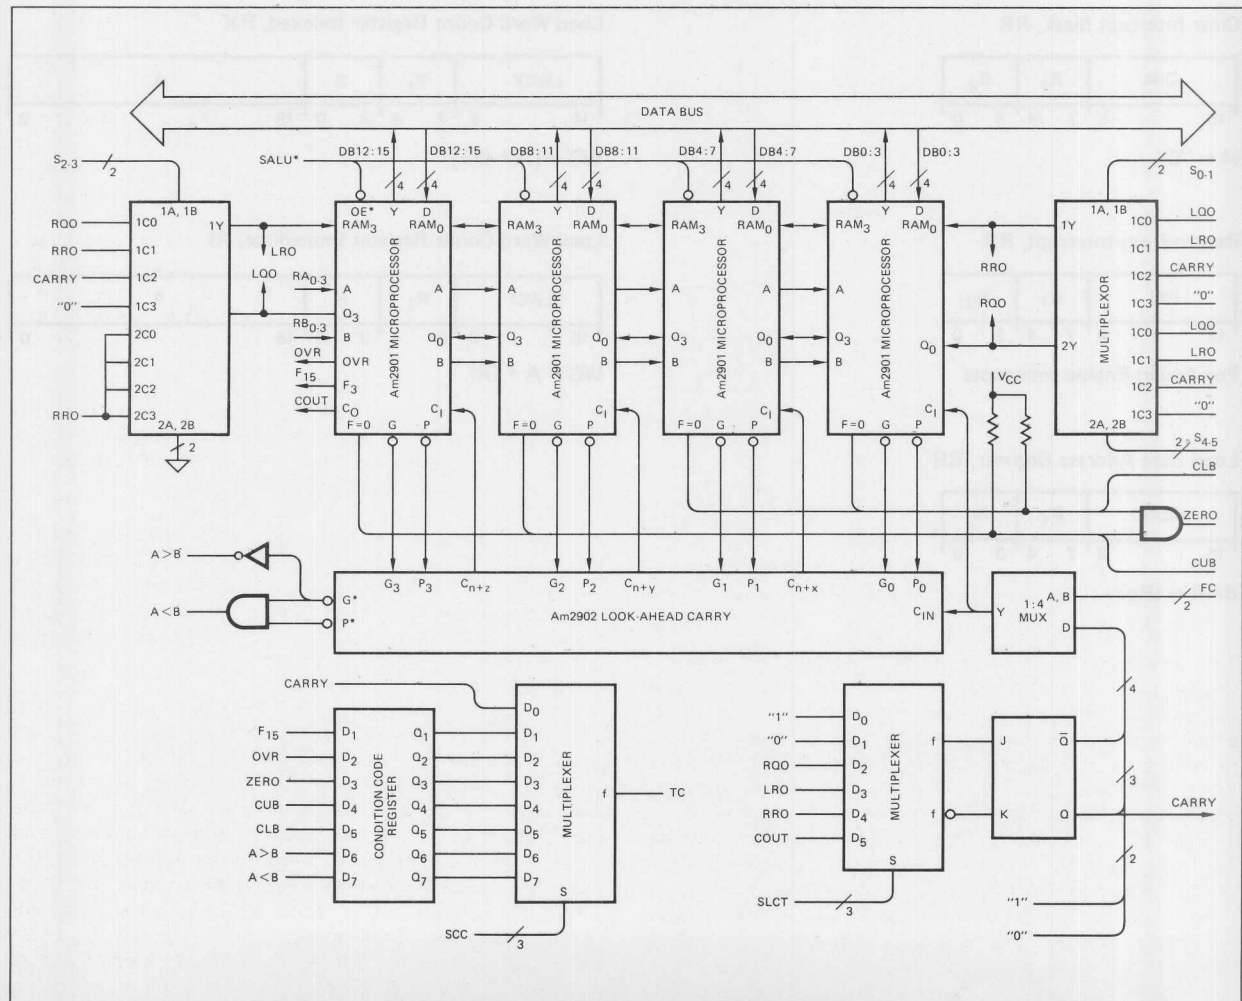 DATA BUS
S2-3
2
SALU*
DB12:15
DB12:15
DB8:11
DB8:11
DB4:7
DB4:7
DB0:3
DB0:3
2
S0-1
4
4
4
4
4
4
4
4
1A, 1B
RQO
1C0
RRO
1C1
CARRY
1C2
"0"
1C3
2C0
2C1
2C2
RRO
2C3
1Y
2A, 2B
2
LRO
LQO
RA0-3
RB0-3
OVR
F15
COUT
OE*
Y
D
RAM3
RAM0
A
A
Q3
Q0
B
B
OVR
F3
CO
CI
F=0
G
P
Am2901 MICROPROCESSOR
Y
D
RAM3
RAM0
A
Q3
Q0
B
CI
F=0
G
P
Am2901 MICROPROCESSOR
Y
D
RAM3
RAM0
A
A
Q3
Q0
B
B
CI
F=0
G
P
Am2901 MICROPROCESSOR
Y
D
RAM0
Q0
CI
F=0
G
P
Am2901 MICROPROCESSOR
RRO
RQO
VCC
1A, 1B
1Y
2Y
MULTIPLEXOR
1C0
LQO
1C1
LRO
1C2
CARRY
1C3
"0"
1C0
LQO
1C1
LRO
1C2
CARRY
1C3
"0"
2A, 2B
2
S4-5
CLB
ZERO
CUB
FC
2
A>B
A<B
G*
P*
G3
P3
Cn+z
G2
P2
Cn+y
G1
P1
Cn+x
G0
P0
Am2902 LOOK-AHEAD CARRY
CIN
Y
1:4
MUX
A, B
D
4
3
2
CARRY
F15
D1
Q1
OVR
D2
Q2
ZERO
D3
Q3
CUB
D4
Q4
CLB
D5
Q5
A>B
D6
Q6
A<B
D7
Q7
CONDITION CODE
REGISTER
D0
D1
D2
D3
D4
D5
D6
D7
MULTIPLEXER
f
TC
S
SCC
3
"1"
D0
"0"
D1
RQO
D2
LRO
D3
RRO
D4
COUT
D5
MULTIPLEXER
f
f
S
SLCT
3
J
Q̅
K
Q
CARRY
"1"
"0"